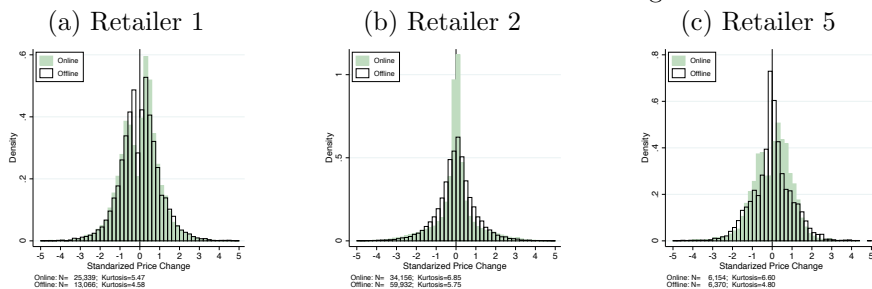 (a) Retailer 1
(b) Retailer 2
(c) Retailer 5
Online
Offline
Density
0
.2
.4
.6
-5 -4 -3 -2 -1 0 1 2 3 4 5
Standarized Price Change
Online: N= 25,339; Kurtosis=5.47
Offline: N= 13,066; Kurtosis=4.58
Online
Offline
Density
0
.5
1
-5 -4 -3 -2 -1 0 1 2 3 4 5
Standarized Price Change
Online: N= 34,156; Kurtosis=6.85
Offline: N= 59,932; Kurtosis=5.75
Online
Offline
Density
0
.2
.4
.6
.8
-5 -4 -3 -2 -1 0 1 2 3 4 5
Standarized Price Change
Online: N= 6,154; Kurtosis=6.60
Offline: N= 6,370; Kurtosis=4.80